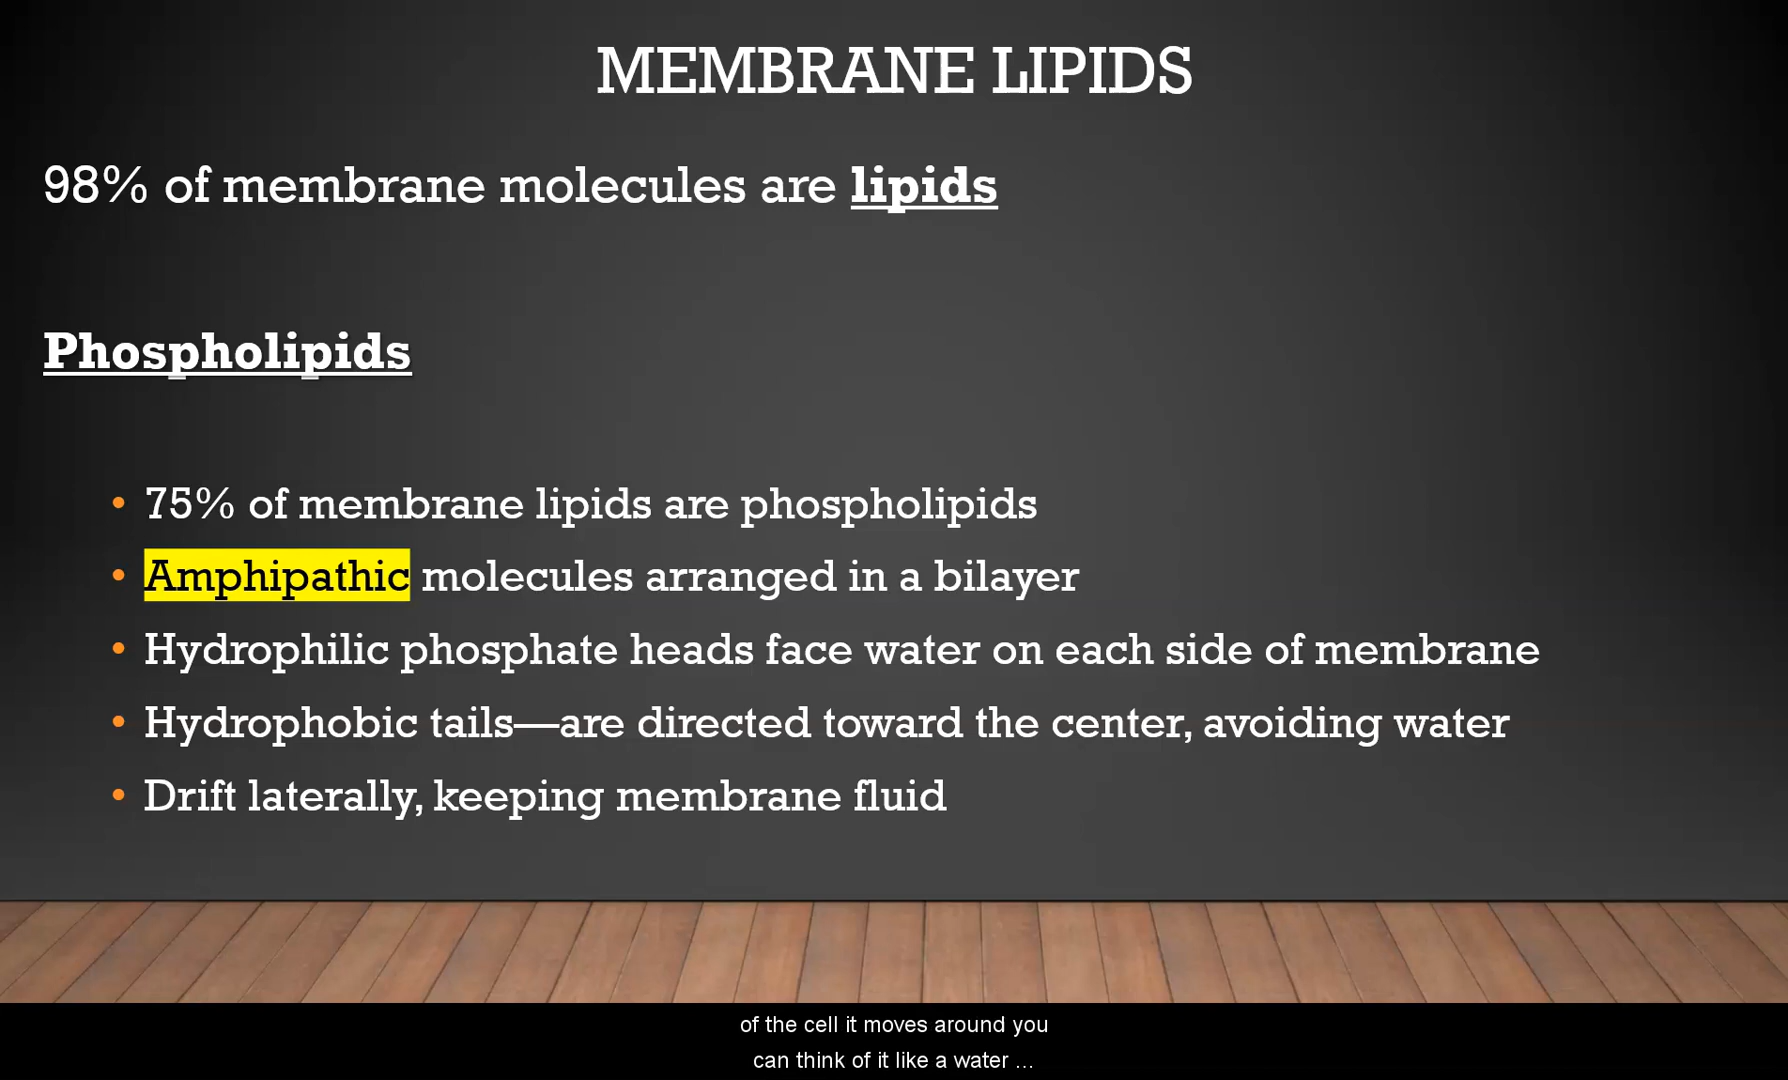 MEMBRANE LIPIDS
98% of membrane molecules are lipids
Phospholipids
• 75% of membrane lipids are phospholipids
• Amphipathic molecules arranged in a bilayer
• Hydrophilic phosphate heads face water on each side of membrane
• Hydrophobic tails—are directed toward the center, avoiding water
• Drift laterally, keeping membrane fluid
of the cell it moves around you
can think of it like a water ...